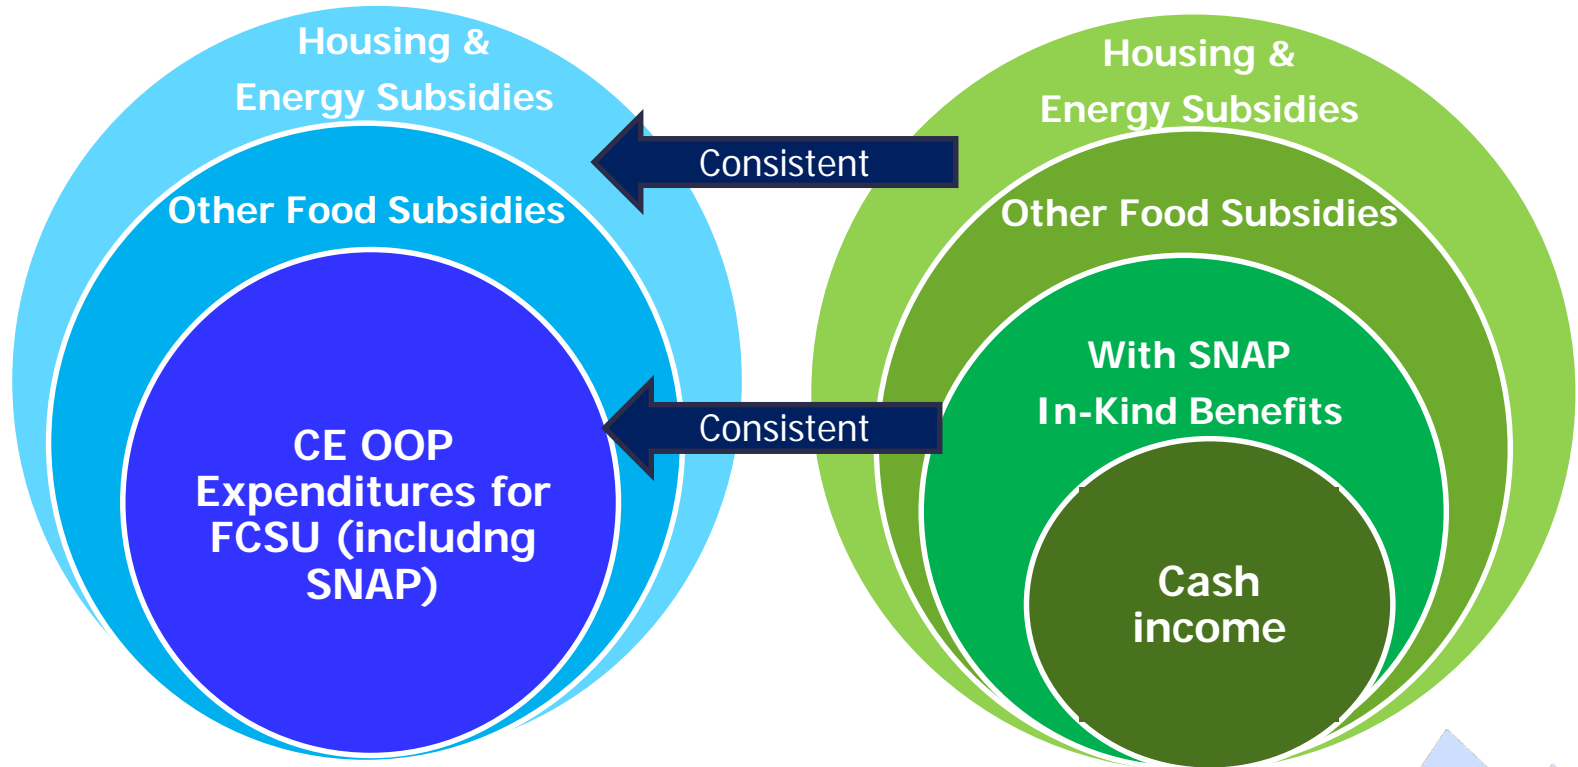 Housing &
Energy Subsidies
Other Food Subsidies
CE OOP
Expenditures for
FCSU (includng
SNAP)
Consistent
Consistent
Housing &
Energy Subsidies
Other Food Subsidies
With SNAP
In-Kind Benefits
Cash
income